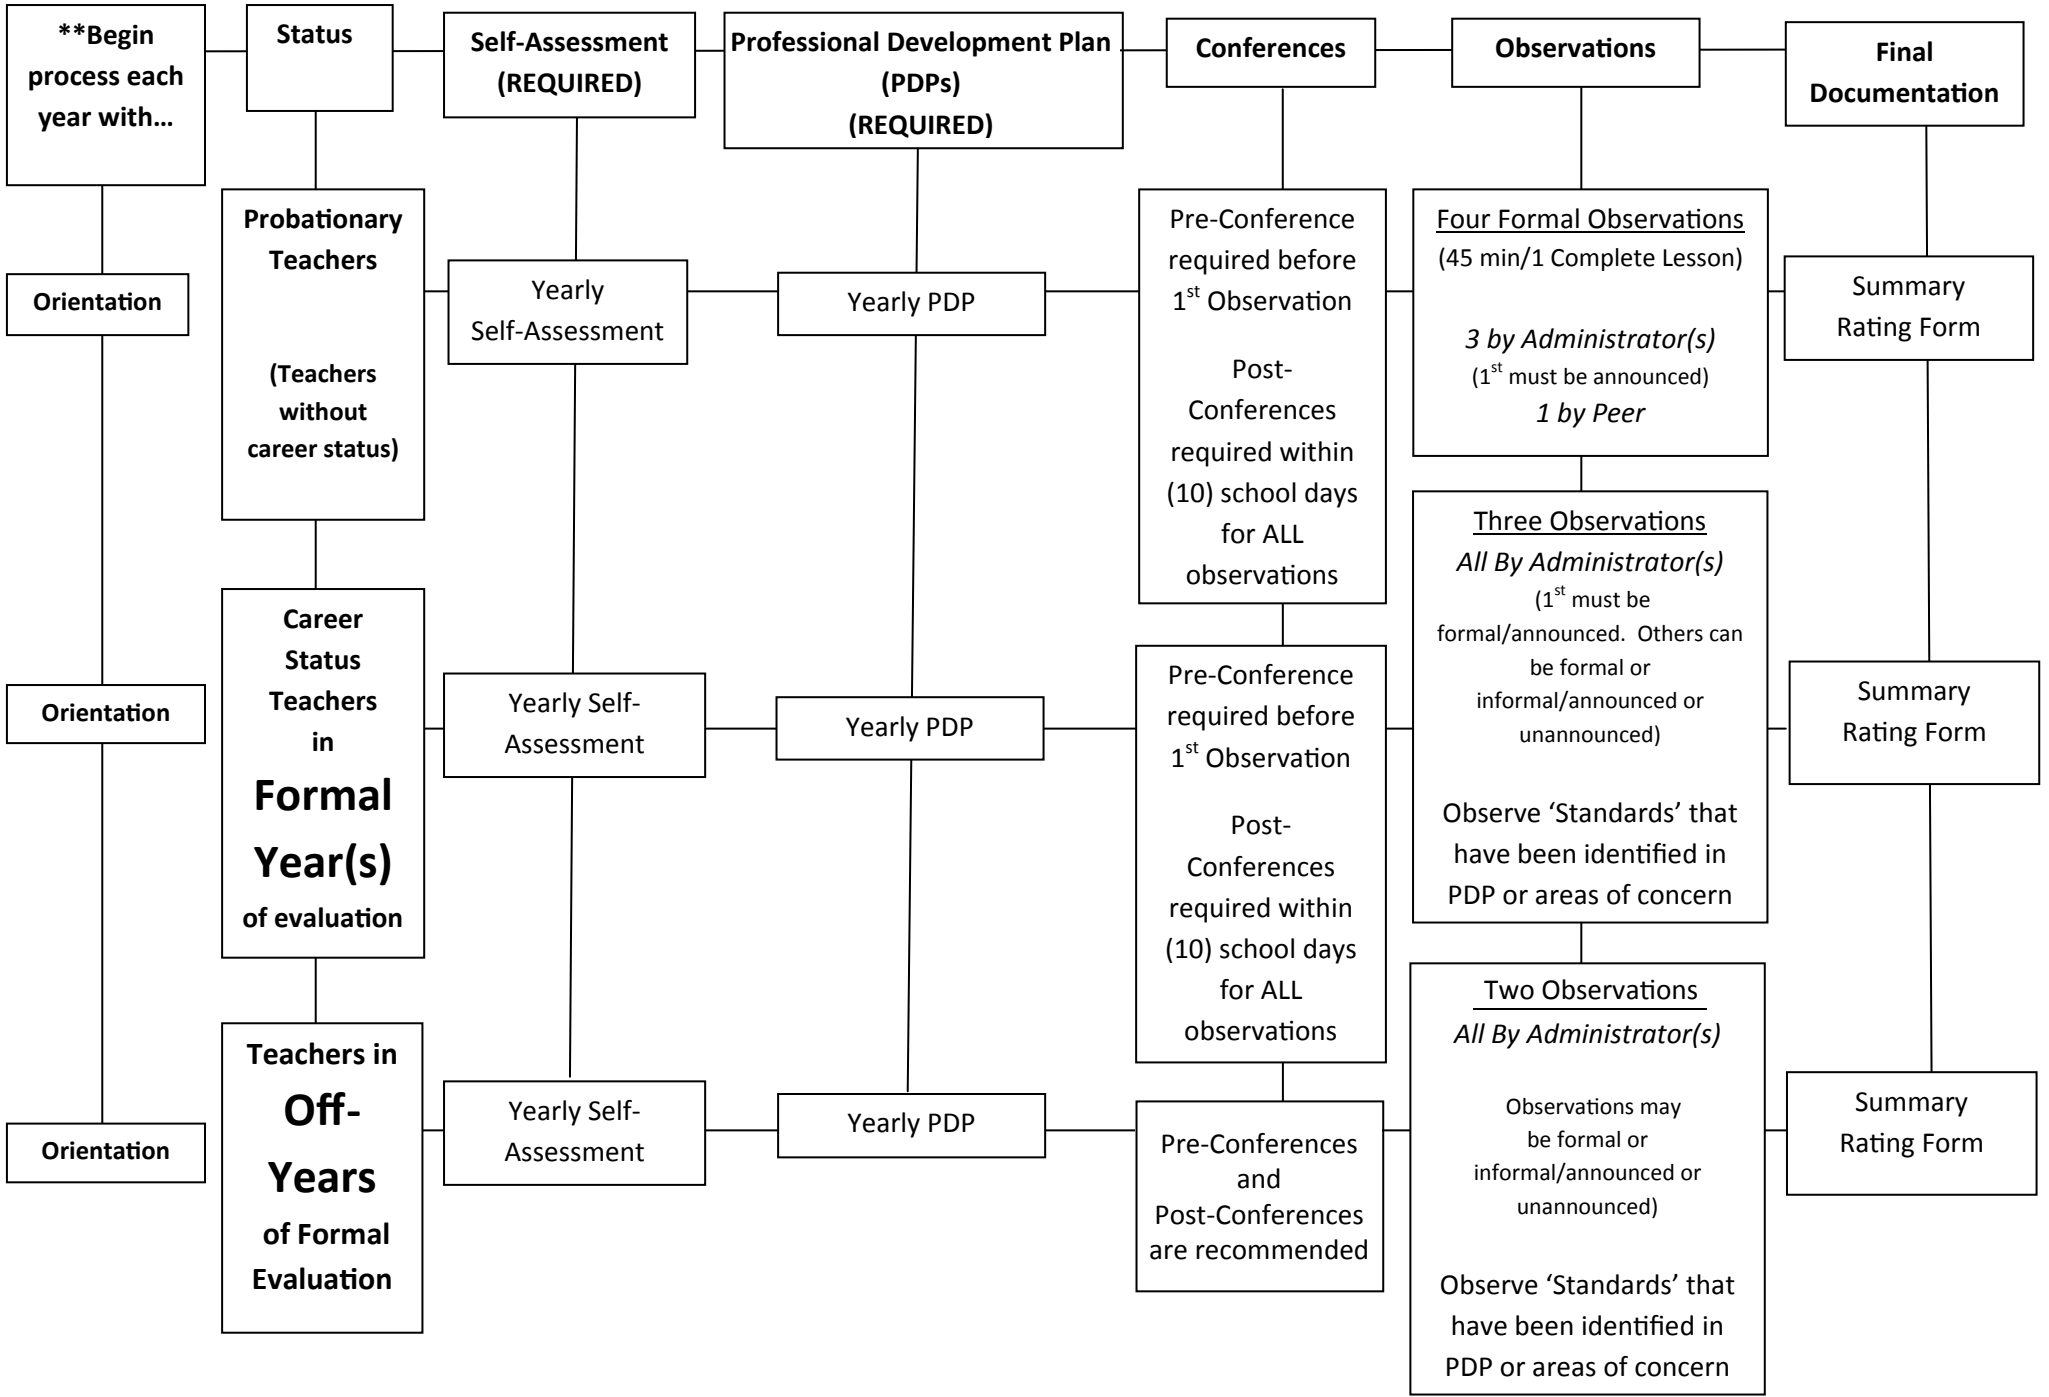 **Begin
process each
year with…
Status
Self-Assessment
(REQUIRED)
Professional Development Plan
(PDPs)
(REQUIRED)
Conferences
Observations
Final
Documentation
Orientation
Probationary
Teachers
(Teachers
without
career status)
Yearly
Self-Assessment
Yearly PDP
Pre-Conference
required before
1st Observation
Post-
Conferences
required within
(10) school days
for ALL
observations
Four Formal Observations
(45 min/1 Complete Lesson)
3 by Administrator(s)
(1st must be announced)
1 by Peer
Summary
Rating Form
Orientation
Career
Status
Teachers
in
Formal
Year(s)
of evaluation
Yearly Self-
Assessment
Yearly PDP
Pre-Conference
required before
1st Observation
Post-
Conferences
required within
(10) school days
for ALL
observations
Three Observations
All By Administrator(s)
(1st must be
formal/announced.  Others can
be formal or
informal/announced or
unannounced)
Observe ‘Standards’ that
have been identified in
PDP or areas of concern
Summary
Rating Form
Orientation
Teachers in
Off-
Years
of Formal
Evaluation
Yearly Self-
Assessment
Yearly PDP
Pre-Conferences
and
Post-Conferences
are recommended
Two Observations
All By Administrator(s)
Observations may
be formal or
informal/announced or
unannounced)
Observe ‘Standards’ that
have been identified in
PDP or areas of concern
Summary
Rating Form